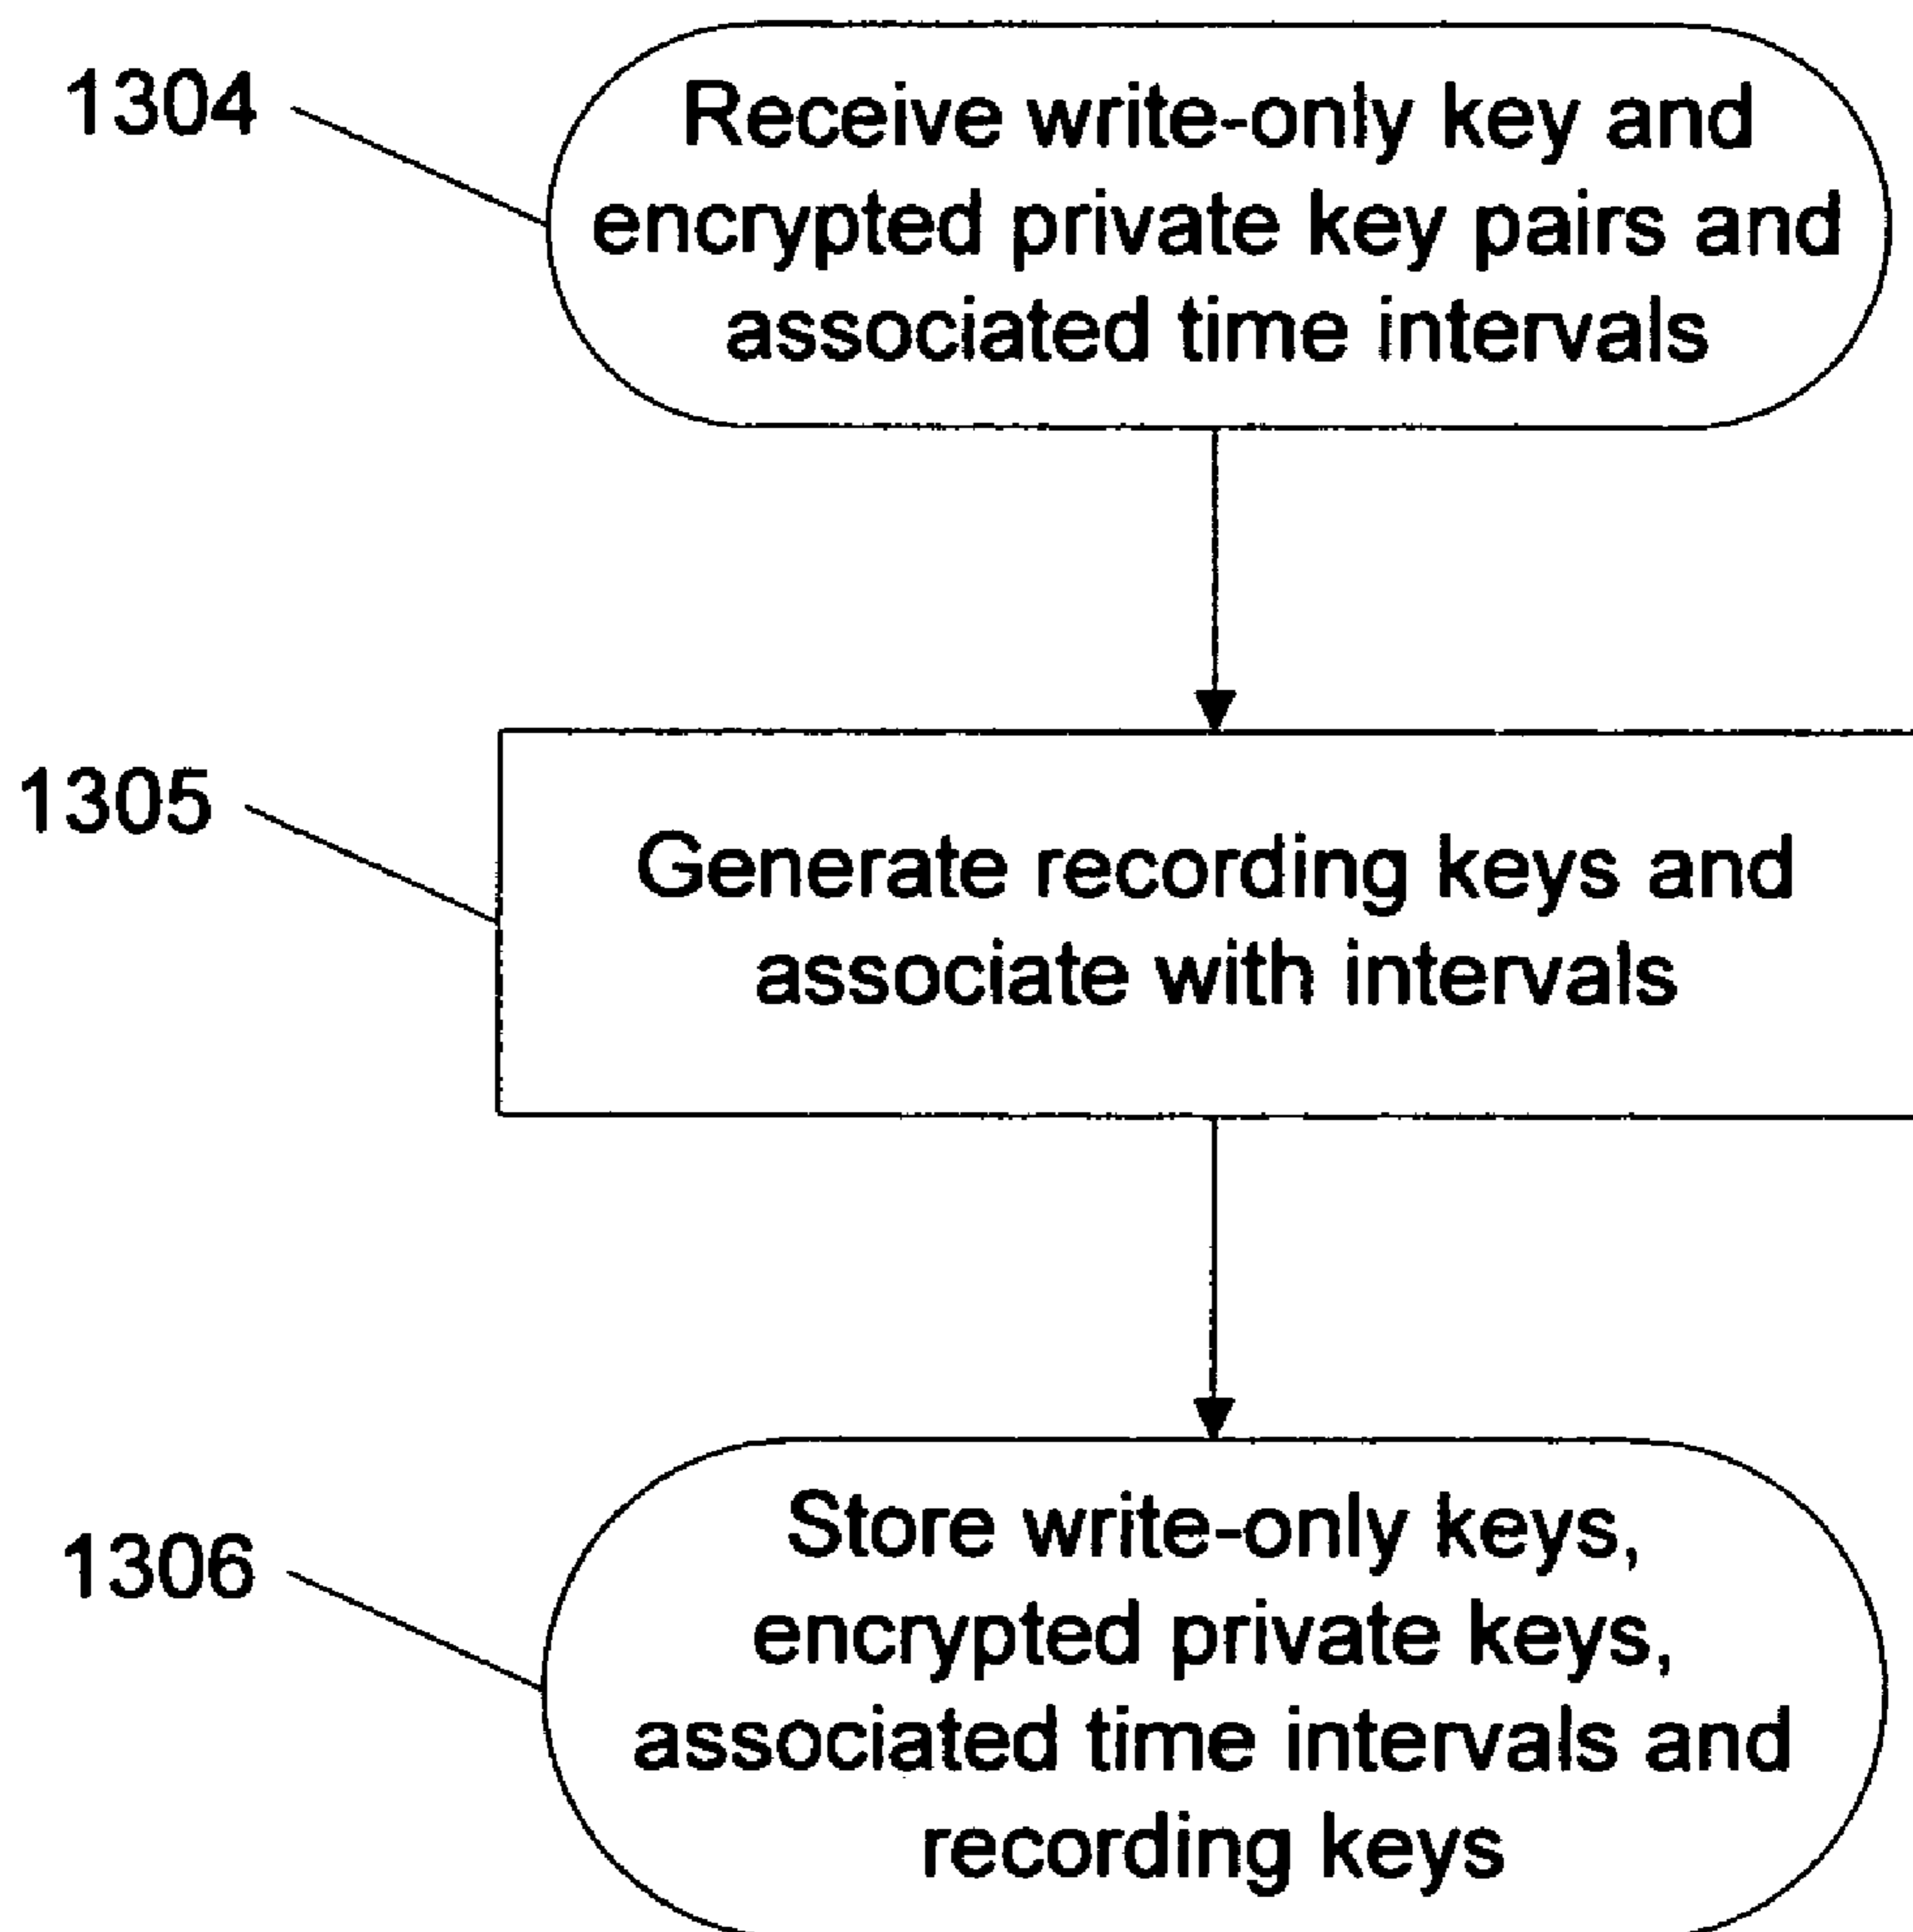 1304
Receive write-only key and
encrypted private key pairs and
associated time intervals
1305
Generate recording keys and
associate with intervals
1306
Store write-only keys,
encrypted private keys,
associated time intervals and
recording keys